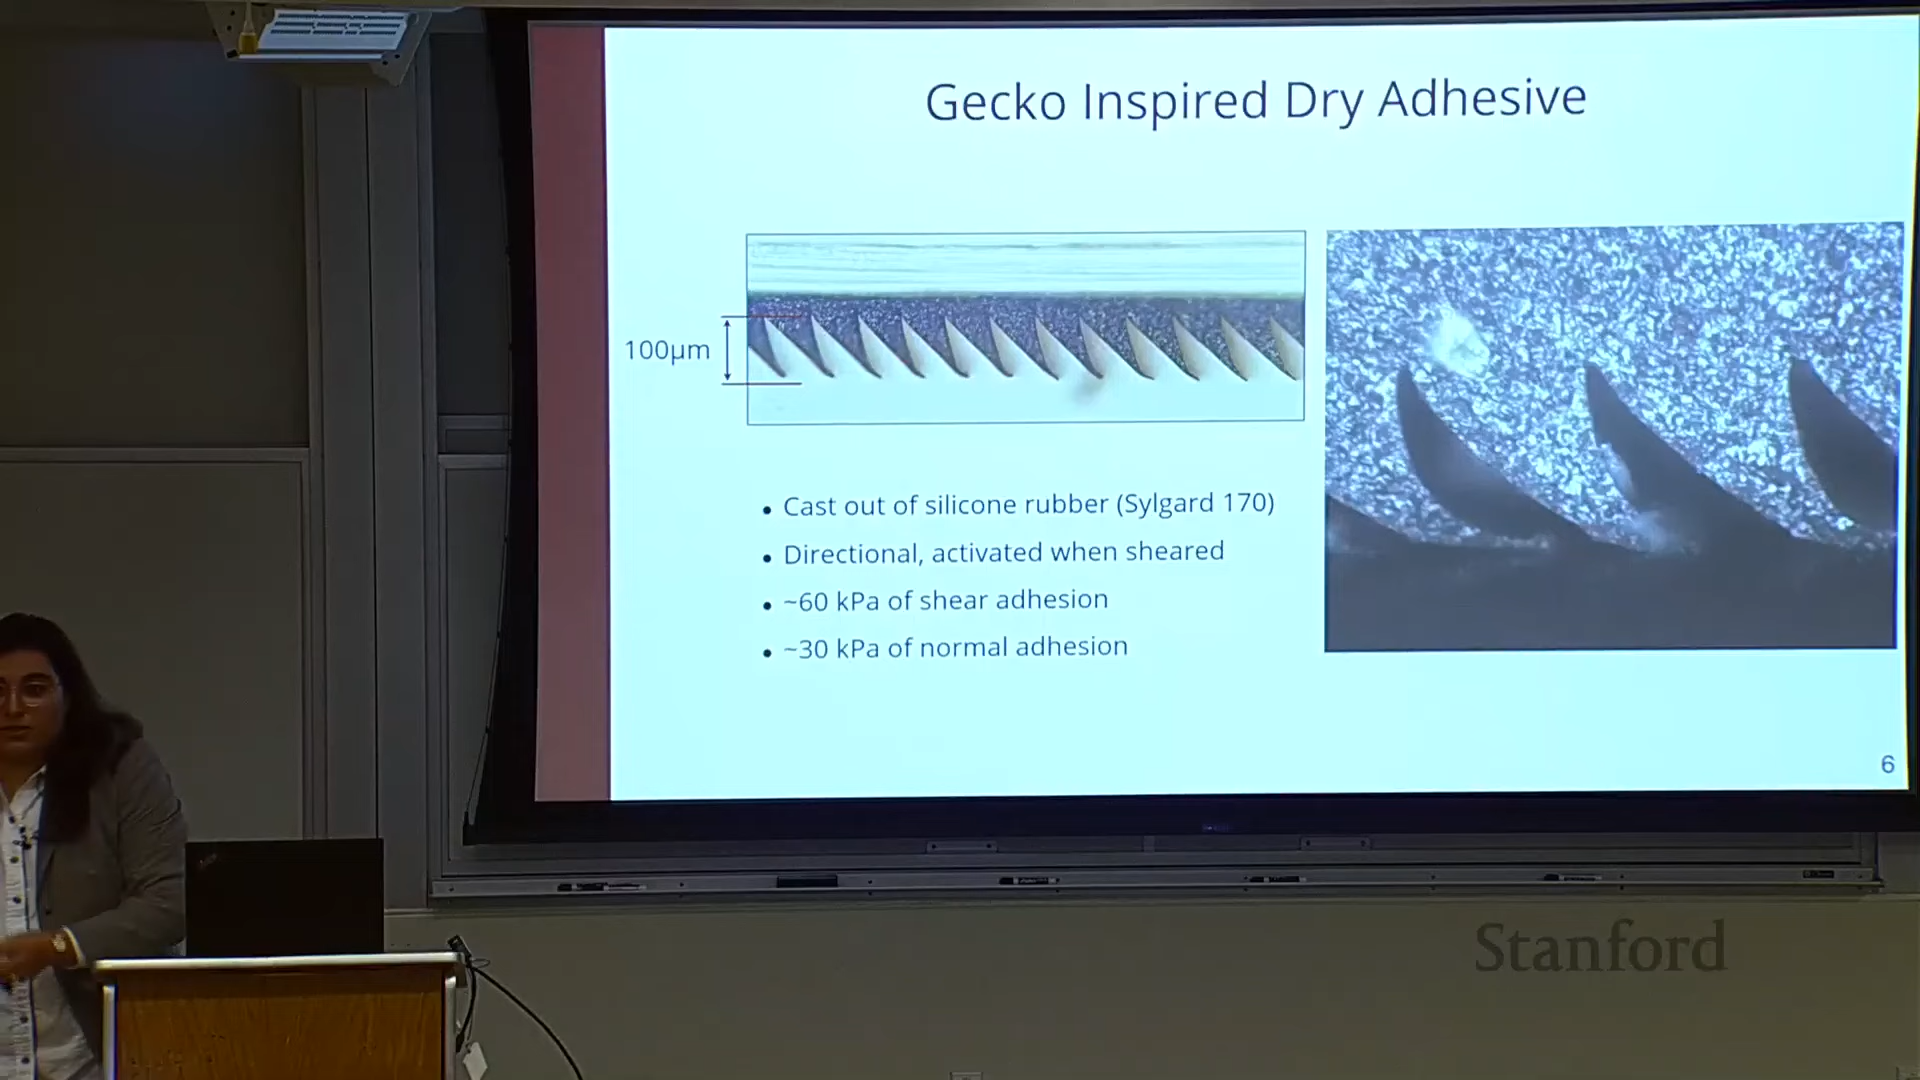 Gecko Inspired Dry Adhesive
100µm
• Cast out of silicone rubber (Sylgard 170)
• Directional, activated when sheared
• ~60 kPa of shear adhesion
• ~30 kPa of normal adhesion
6
Stanford